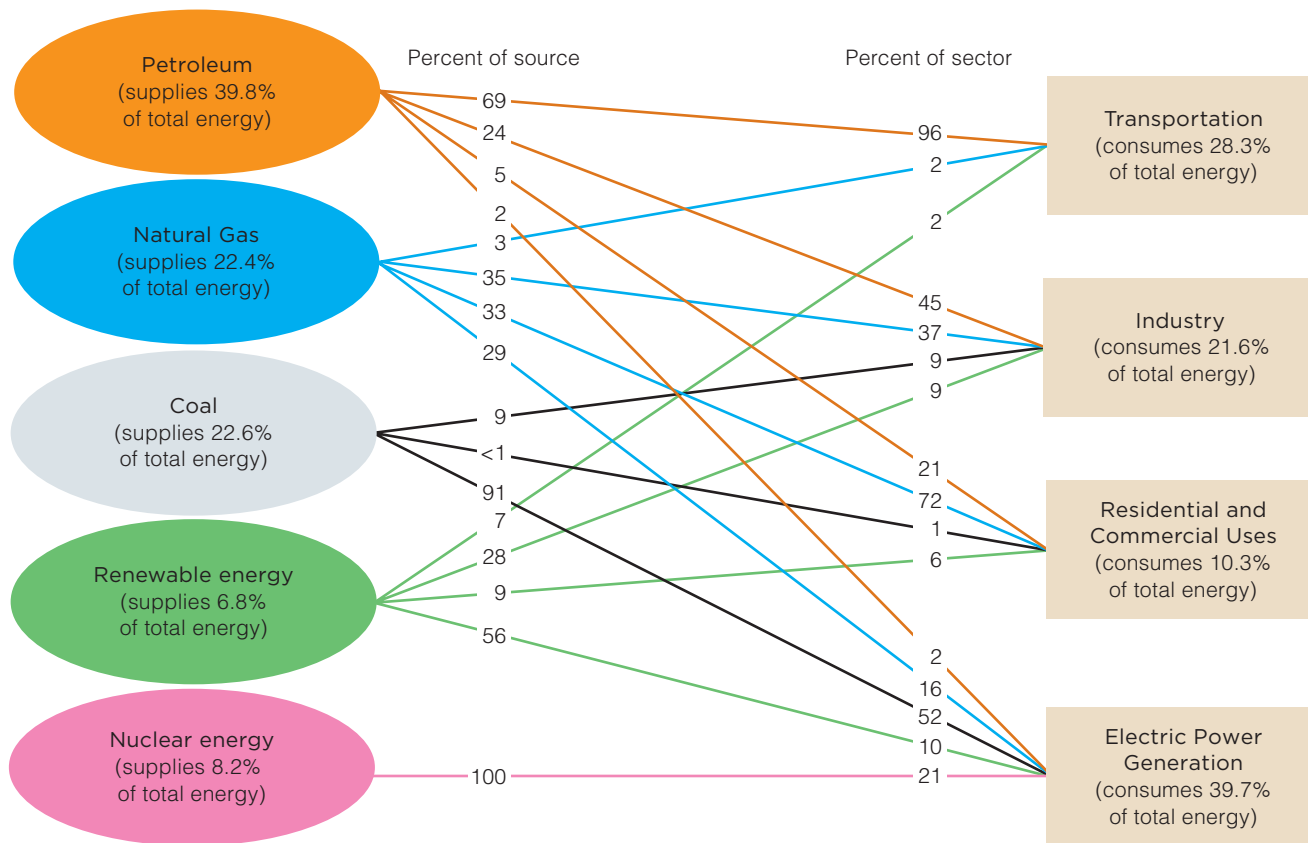 Percent of source
Percent of sector
Petroleum
(supplies 39.8%
of total energy)
Natural Gas
(supplies 22.4%
of total energy)
Coal
(supplies 22.6%
of total energy)
Renewable energy
(supplies 6.8%
of total energy)
Nuclear energy
(supplies 8.2%
of total energy)
69
24
5
2
3
35
33
29
9
<1
91
7
28
9
56
100
96
2
2
45
37
9
9
21
72
1
6
2
16
52
10
21
Transportation
(consumes 28.3%
of total energy)
Industry
(consumes 21.6%
of total energy)
Residential and
Commercial Uses
(consumes 10.3%
of total energy)
Electric Power
Generation
(consumes 39.7%
of total energy)